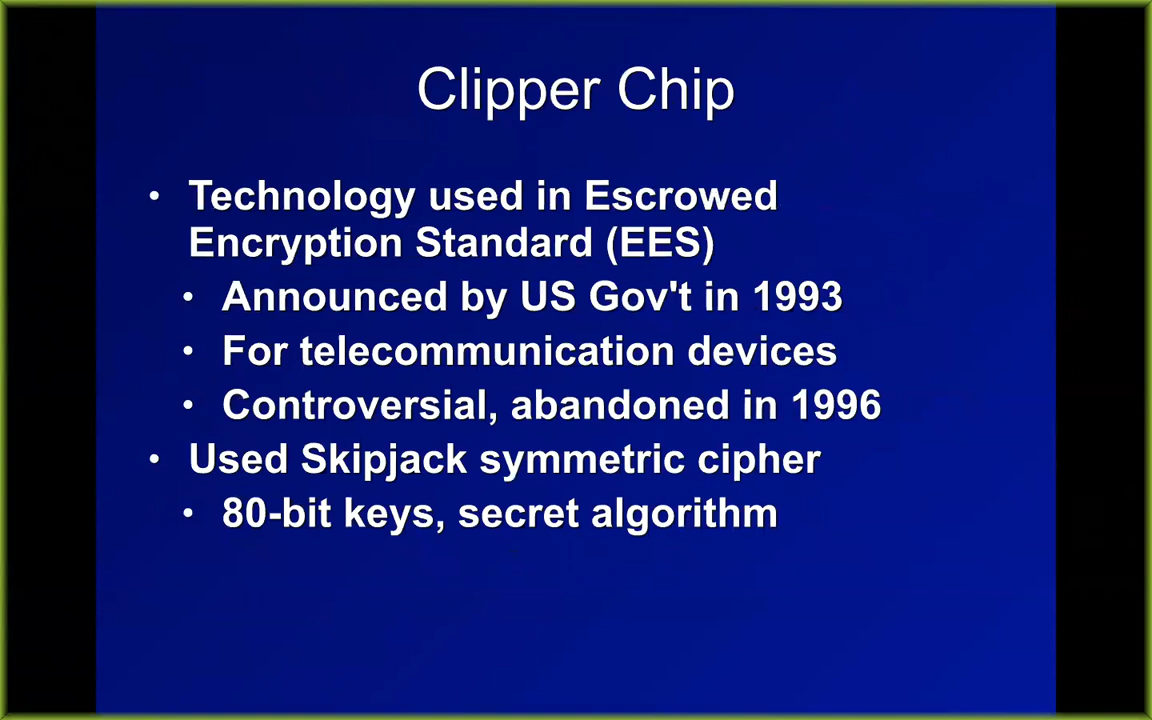 Clipper Chip
• Technology used in Escrowed
Encryption Standard (EES)
• Announced by US Gov't in 1993
• For telecommunication devices
• Controversial, abandoned in 1996
• Used Skipjack symmetric cipher
• 80-bit keys, secret algorithm